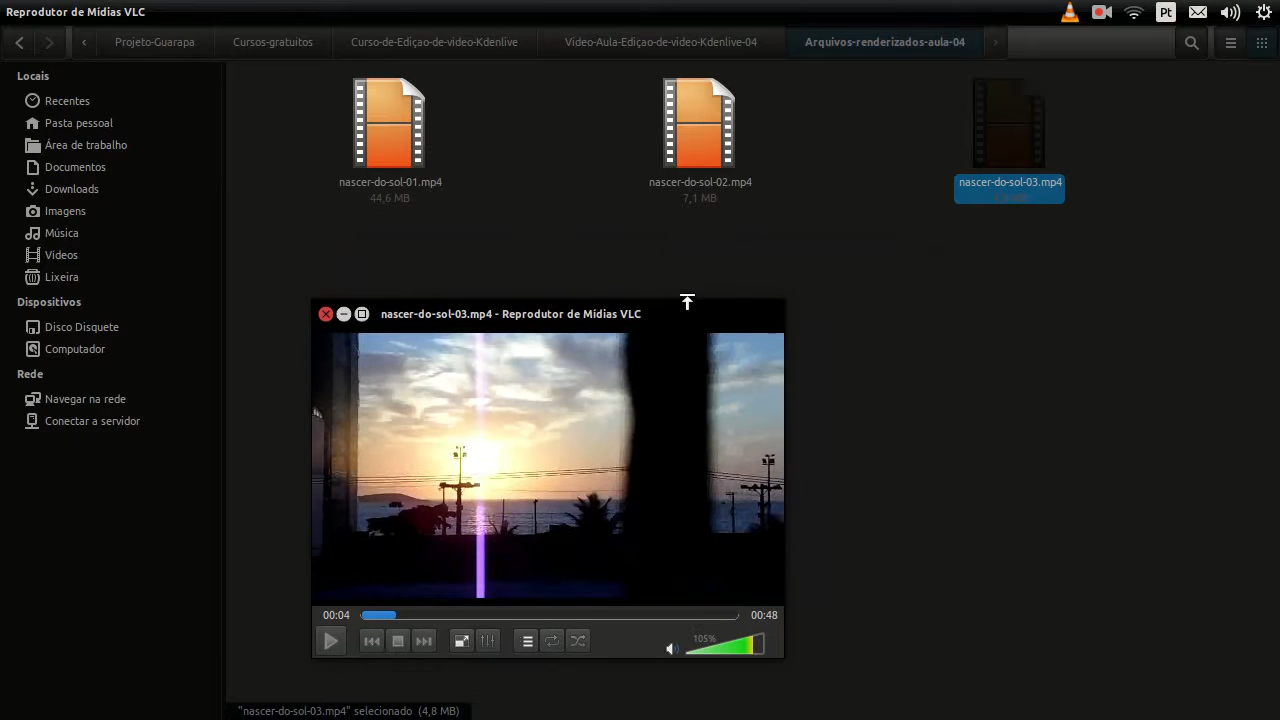 Reprodutor de Mídias VLC
Pt
Projeto-Guarapa
Cursos-gratuitos
Curso-de-Ediçao-de-video-Kdenlive
Video-Aula-Ediçao-de-video-Kdenlive-04
Arquivos-renderizados-aula-04
Locais
Recentes
Pasta pessoal
Área de trabalho
Documentos
Downloads
Imagens
Música
Vídeos
Lixeira
Dispositivos
Disco Disquete
Computador
Rede
Navegar na rede
Conectar a servidor
nascer-do-sol-01.mp4
44,6 MB
nascer-do-sol-02.mp4
7,1 MB
nascer-do-sol-03.mp4
nascer-do-sol-03.mp4 - Reprodutor de Mídias VLC
00:04
00:48
105%
"nascer-do-sol-03.mp4" selecionado (4,8 MB)